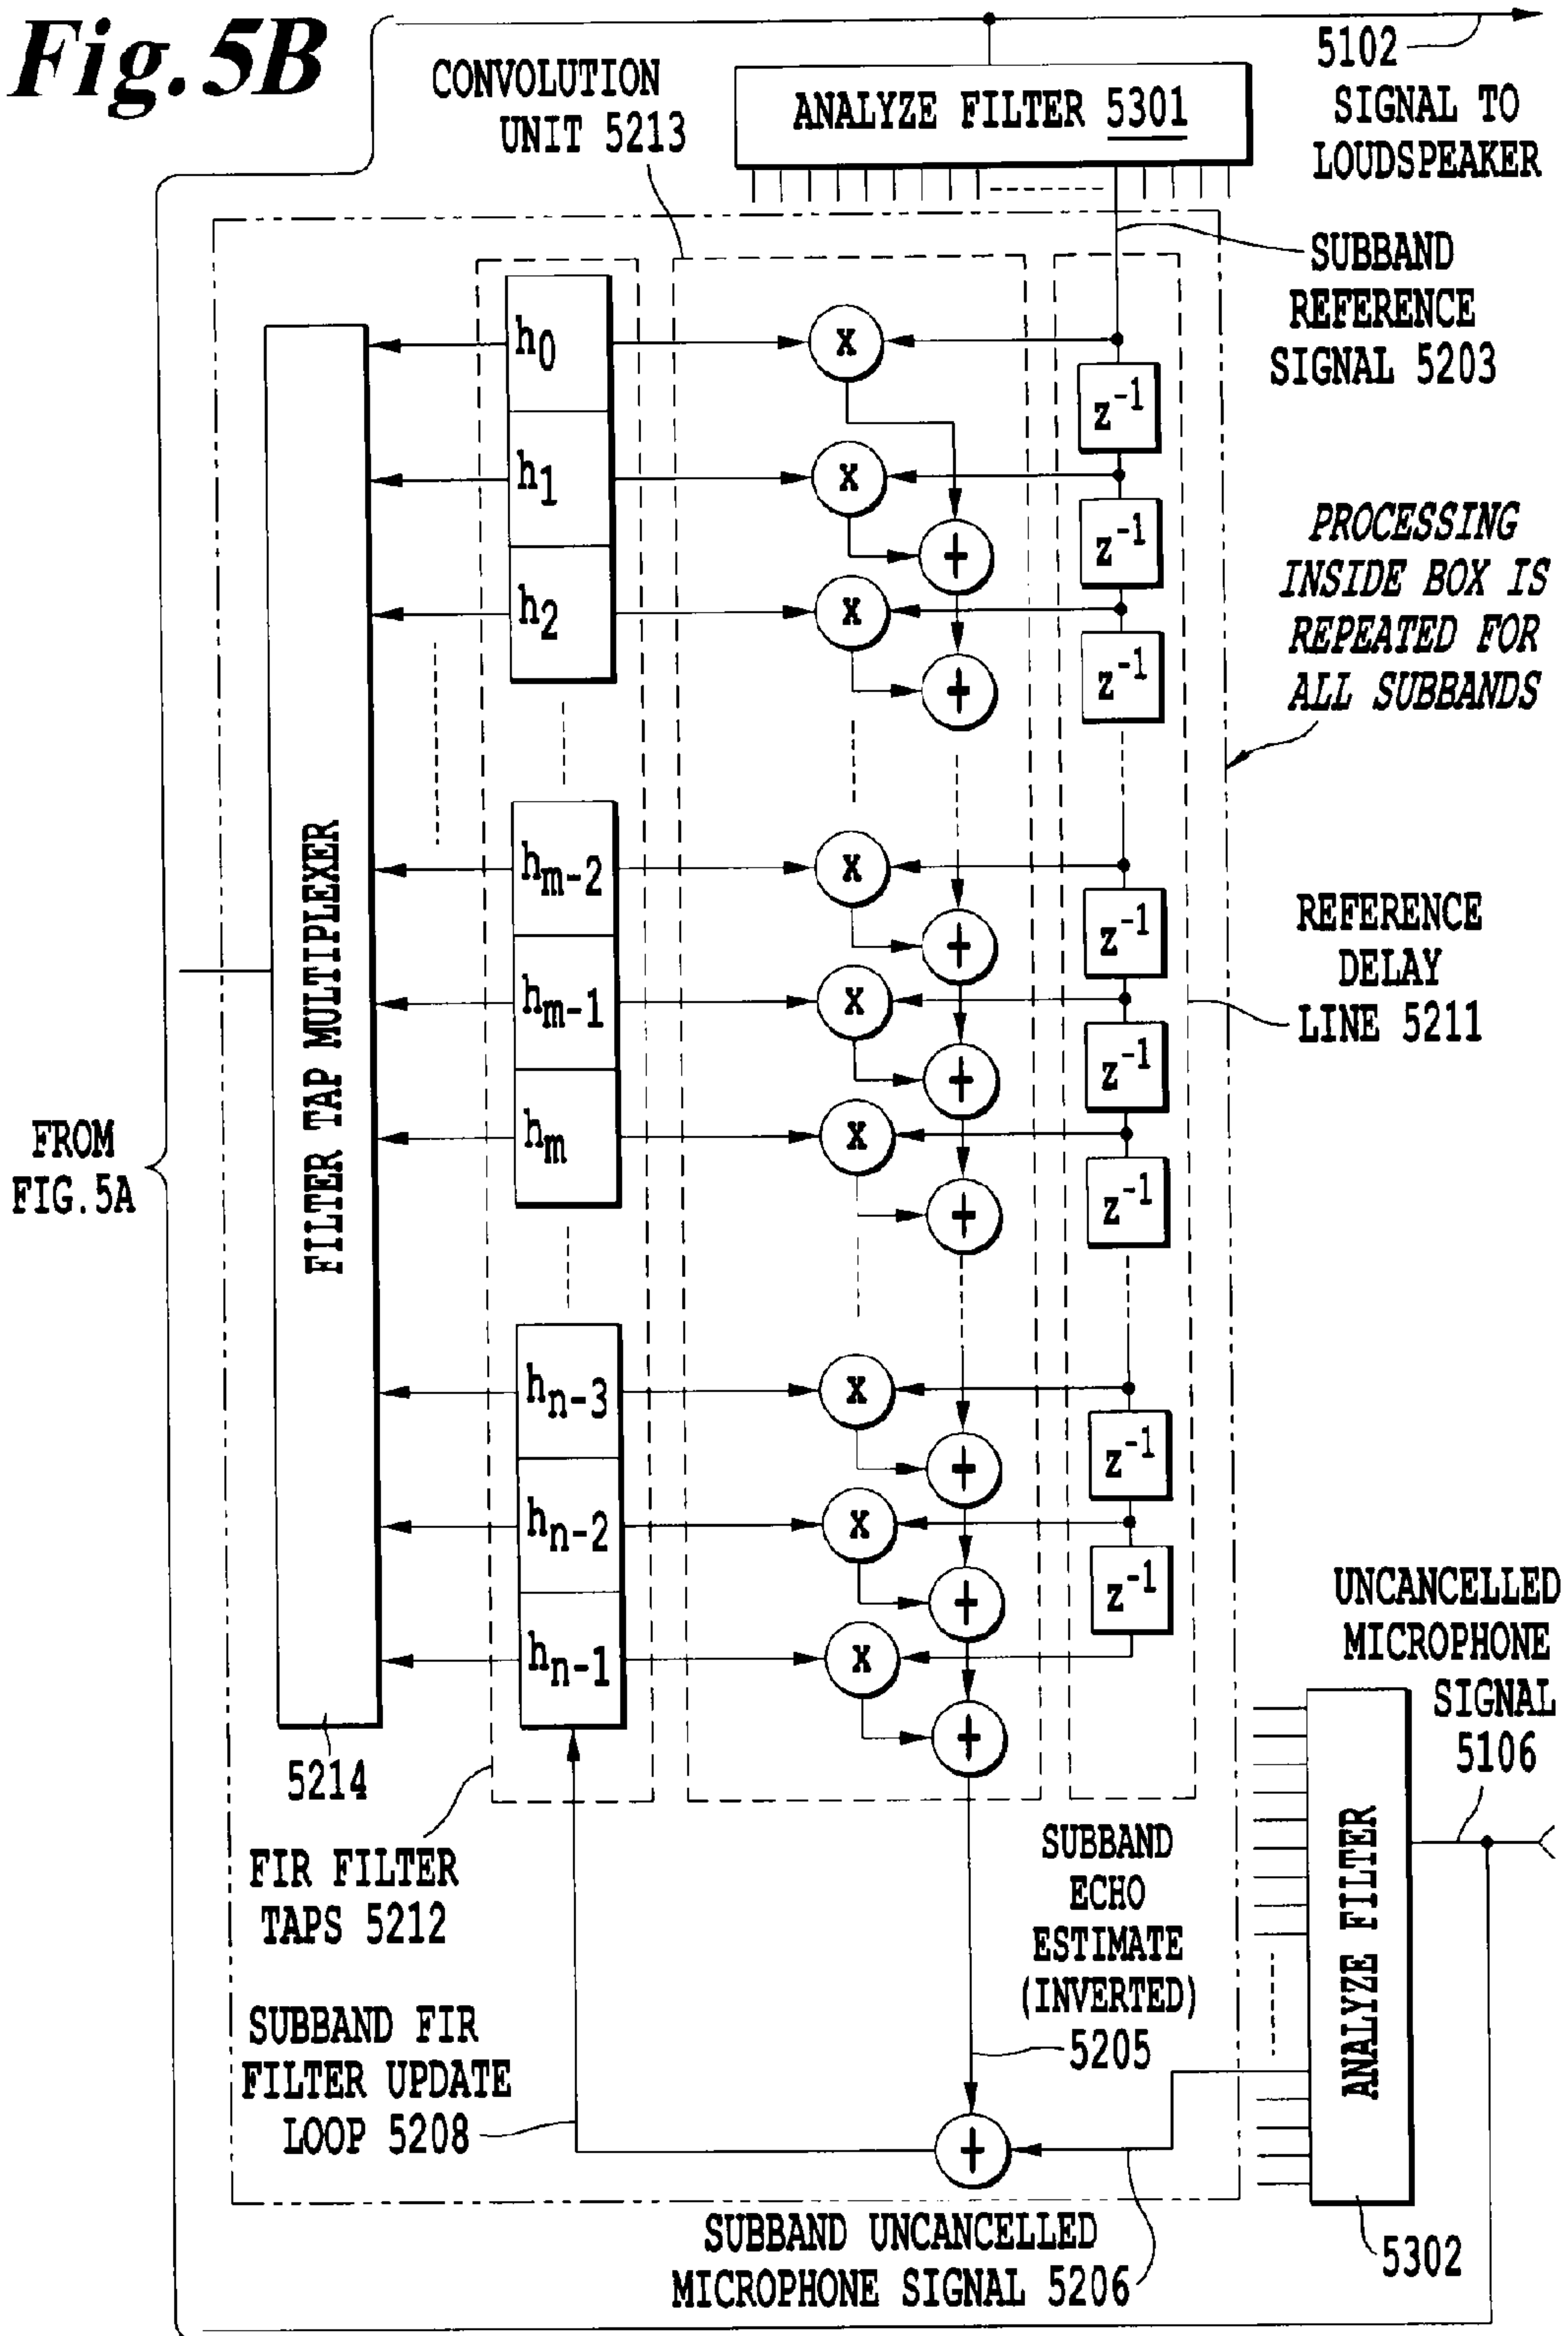 Fig. 5B
CONVOLUTION
UNIT 5213
ANALYZE FILTER 5301
5102
SIGNAL TO
LOUDSPEAKER
SUBBAND
REFERENCE
SIGNAL 5203
h0
X
z-1
h1
X
+
z-1
h2
X
+
z-1
PROCESSING
INSIDE BOX IS
REPEATED FOR
ALL SUBBANDS
FILTER TAP MULTIPLEXER
hm-2
X
+
z-1
hm-1
X
+
z-1
hm
X
+
z-1
REFERENCE
DELAY
LINE 5211
FROM
FIG.5A
hn-3
X
+
z-1
hn-2
X
+
z-1
hn-1
X
+
5214
UNCANCELLED
MICROPHONE
SIGNAL
5106
FIR FILTER
TAPS 5212
SUBBAND
ECHO
ESTIMATE
(INVERTED)
5205
ANALYZE FILTER
SUBBAND FIR
FILTER UPDATE
LOOP 5208
+
5302
SUBBAND UNCANCELLED
MICROPHONE SIGNAL 5206